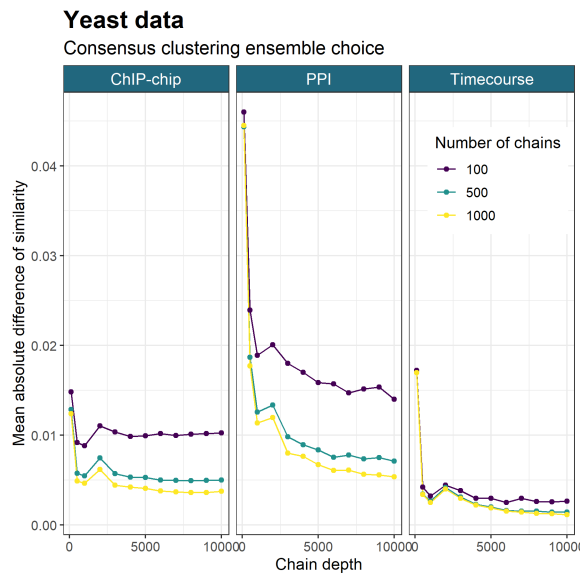 Yeast data
Consensus clustering ensemble choice
ChIP-chip PPI Timecourse
Mean absolute difference of similarity
0.04
0.03
0.02
0.01
0.00
Number of chains
100
500
1000
0 5000 10000 0 5000 10000 0 5000 10000
Chain depth